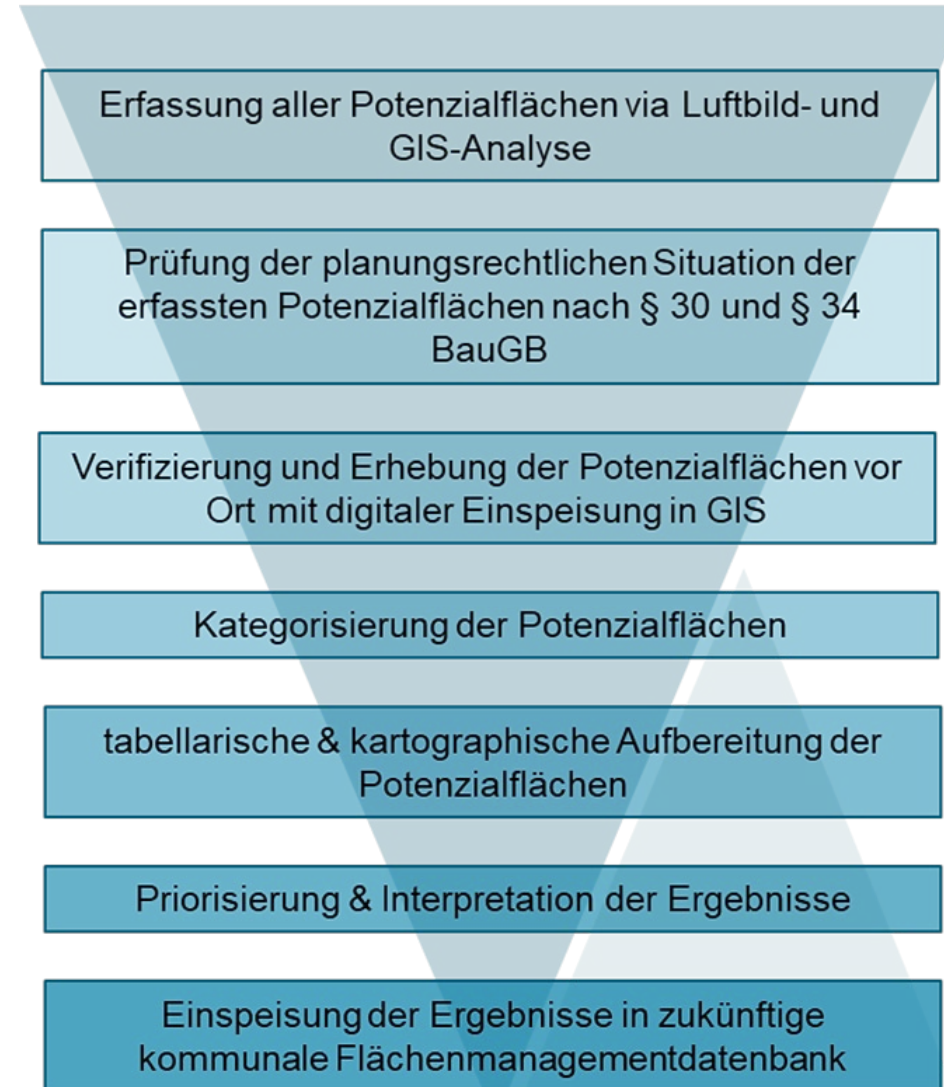 Erfassung aller Potenzialflächen via Luftbild- und
GIS-Analyse
Prüfung der planungsrechtlichen Situation der
erfassten Potenzialflächen nach § 30 und § 34
BauGB
Verifizierung und Erhebung der Potenzialflächen vor
Ort mit digitaler Einspeisung in GIS
Kategorisierung der Potenzialflächen
tabellarische & kartographische Aufbereitung der
Potenzialflächen
Priorisierung & Interpretation der Ergebnisse
Einspeisung der Ergebnisse in zukünftige
kommunale Flächenmanagementdatenbank